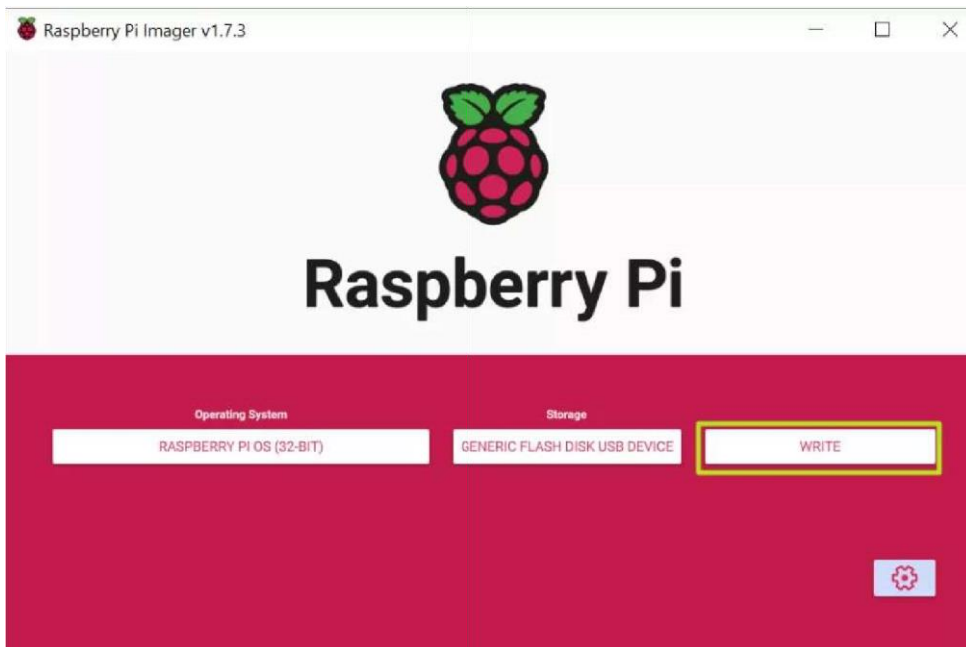 Raspberry Pi Imager v1.7.3
Raspberry Pi
Operating System
Storage
RASPBERRY PI OS (32-BIT)
GENERIC FLASH DISK USB DEVICE
WRITE